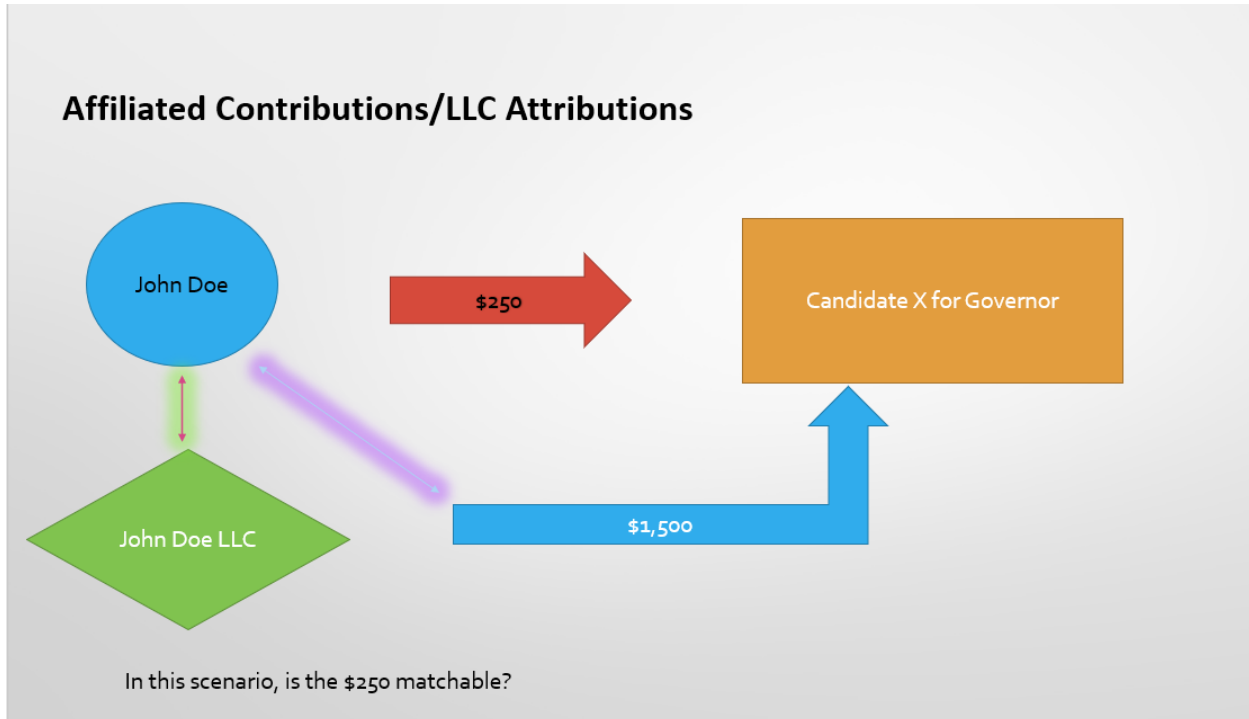 Affiliated Contributions/LLC Attributions
John Doe
$250
Candidate X for Governor
John Doe LLC
$1,500
In this scenario, is the $250 matchable?